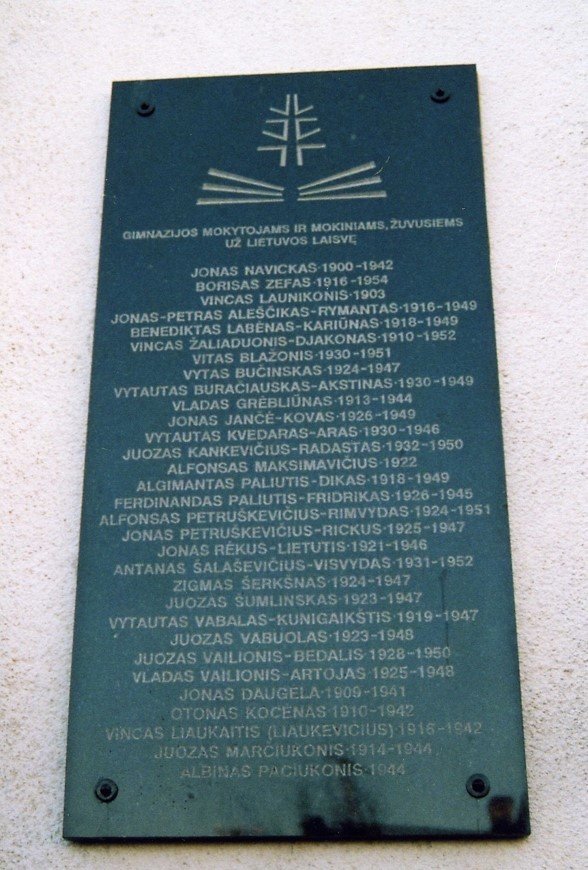 GIMNAZIJOS MOKYTOJAMS IR MOKINIAMS, ŽUVUSIEMS
UŽ LIETUVOS LAISVĘ
JONAS NAVICKAS·1900-1942
BORISAS ZEFAS·1916-1954
VINCAS LAUNIKONIS·1903
JONAS-PETRAS ALEŠČIKAS-RYMANTAS·1916-1949
BENEDIKTAS LABĖNAS-KARIŪNAS·1918-1949
VINCAS ŽALIADUONIS-DJAKONAS·1910-1952
VITAS BLAŽONIS·1930-1951
VYTAS BUČINSKAS·1924-1947
VYTAUTAS BURAČIAUSKAS-AKSTINAS·1930-1949
VLADAS GRĖBLIŪNAS·1913-1944
JONAS JANČĖ-KOVAS·1926-1949
VYTAUTAS KVEDARAS-ARAS·1930-1946
JUOZAS KANKEVIČIUS-RADASTAS·1932-1950
ALFONSAS MAKSIMAVIČIUS·1922
ALGIMANTAS PALIUTIS-DIKAS·1918-1949
FERDINANDAS PALIUTIS-FRIDRIKAS·1926-1945
ALFONSAS PETRUŠKEVIČIUS-RIMVYDAS·1924-1951
JONAS PETRUŠKEVIČIUS-RICKUS·1925-1947
JONAS RĖKUS-LIETUTIS·1921-1946
ANTANAS ŠALAŠEVIČIUS-VISVYDAS·1931-1952
ZIGMAS ŠERKŠNAS·1924-1947
JUOZAS ŠUMLINSKAS·1923-1947
VYTAUTAS VABALAS-KUNIGAIKŠTIS·1919-1947
JUOZAS VABUOLAS·1923-1948
JUOZAS VAILIONIS-BEDALIS·1928-1950
VLADAS VAILIONIS-ARTOJAS·1925-1948
JONAS DAUGĖLA·1909-1941
OTONAS KOCĖNAS·1910-1942
VINCAS LIAUKAITIS (LIAUKEVICIUS)·1916-1942
JUOZAS MARCIUKONIS·1914-1944
ALBINAS PACIUKONIS·1944